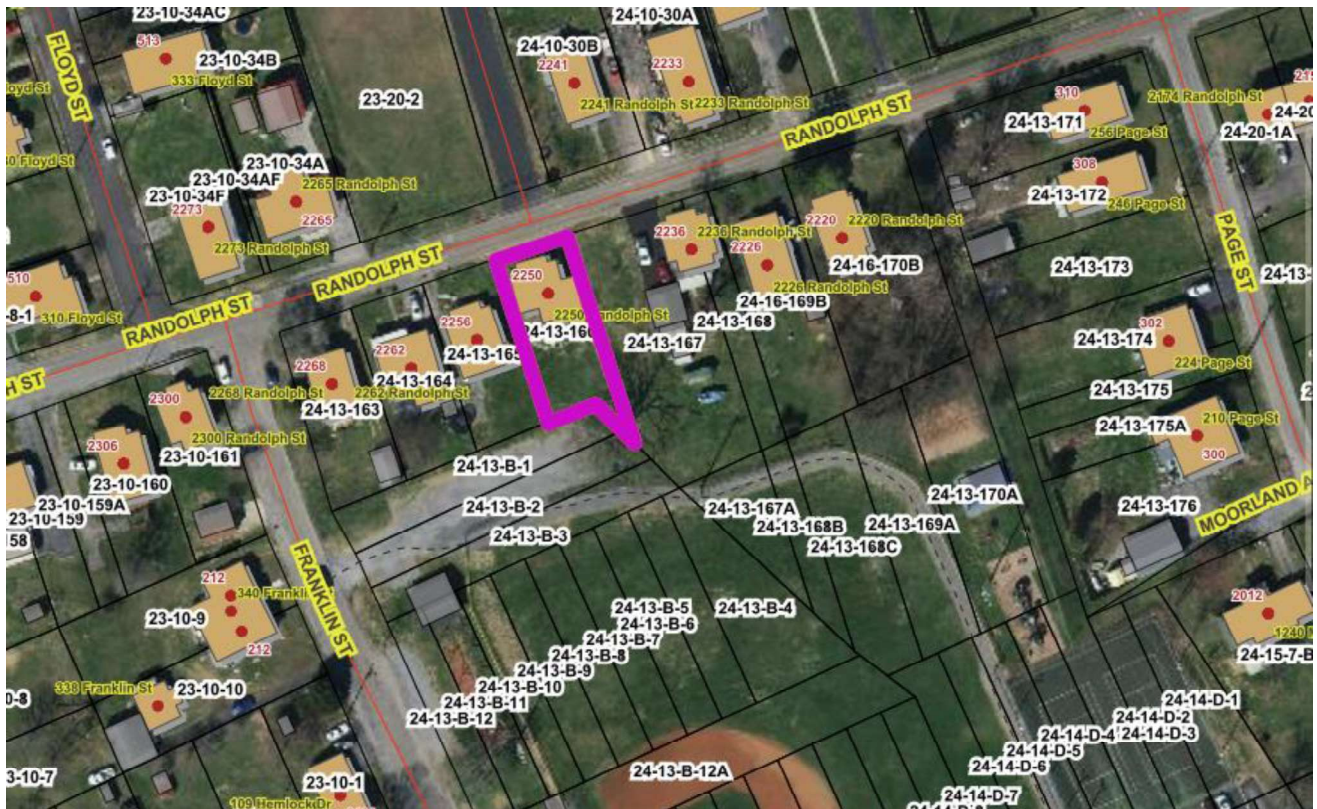 23-10-34AC
24-10-30A
FLOYD ST
513
23-10-34B
333 Floyd St
24-10-30B
2241
2233
23-20-2
2241 Randolph St
2233 Randolph St
RANDOLPH ST
310
24-13-171
256 Page St
2174 Randolph St
24-20-1A
23-10-34A
23-10-34AF
2265 Randolph St
23-10-34F
2273
2265
2273 Randolph St
308
24-13-172
246 Page St
PAGE ST
2236
2236 Randolph St
2226
2220
2220 Randolph St
24-16-170B
24-13-173
RANDOLPH ST
510
310 Floyd St
RANDOLPH ST
2250
2250 Randolph St
2226 Randolph St
24-16-169B
24-13-168
24-13-167
302
24-13-174
224 Page St
2256
24-13-165
2262
24-13-164
2268
2268 Randolph St
2262 Randolph St
24-13-163
24-13-175
24-13-175A
210 Page St
300
2300
2300 Randolph St
23-10-161
2306
23-10-160
23-10-159A
23-10-159
24-13-B-1
24-13-B-2
24-13-B-3
24-13-167A
24-13-168B
24-13-168C
24-13-169A
24-13-170A
24-13-176
FRANKLIN ST
212
23-10-9
212
24-13-B-5
24-13-B-4
24-13-B-6
24-13-B-7
24-13-B-8
24-13-B-9
24-13-B-10
24-13-B-11
24-13-B-12
2012
338 Franklin St
23-10-10
24-14-D-1
24-14-D-2
24-14-D-3
24-14-D-4
24-14-D-5
24-14-D-6
24-14-D-7
24-13-B-12A
23-10-1
109 Hemlock Dr